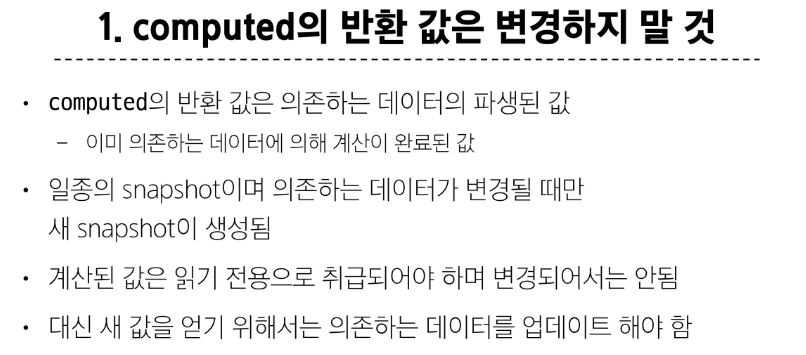 1. computed의 반환 값은 변경하지 말 것
• computed의 반환 값은 의존하는 데이터의 파생된 값
– 이미 의존하는 데이터에 의해 계산이 완료된 값
• 일종의 snapshot이며 의존하는 데이터가 변경될 때만
새 snapshot이 생성됨
• 계산된 값은 읽기 전용으로 취급되어야 하며 변경되어서는 안됨
• 대신 새 값을 얻기 위해서는 의존하는 데이터를 업데이트 해야 함